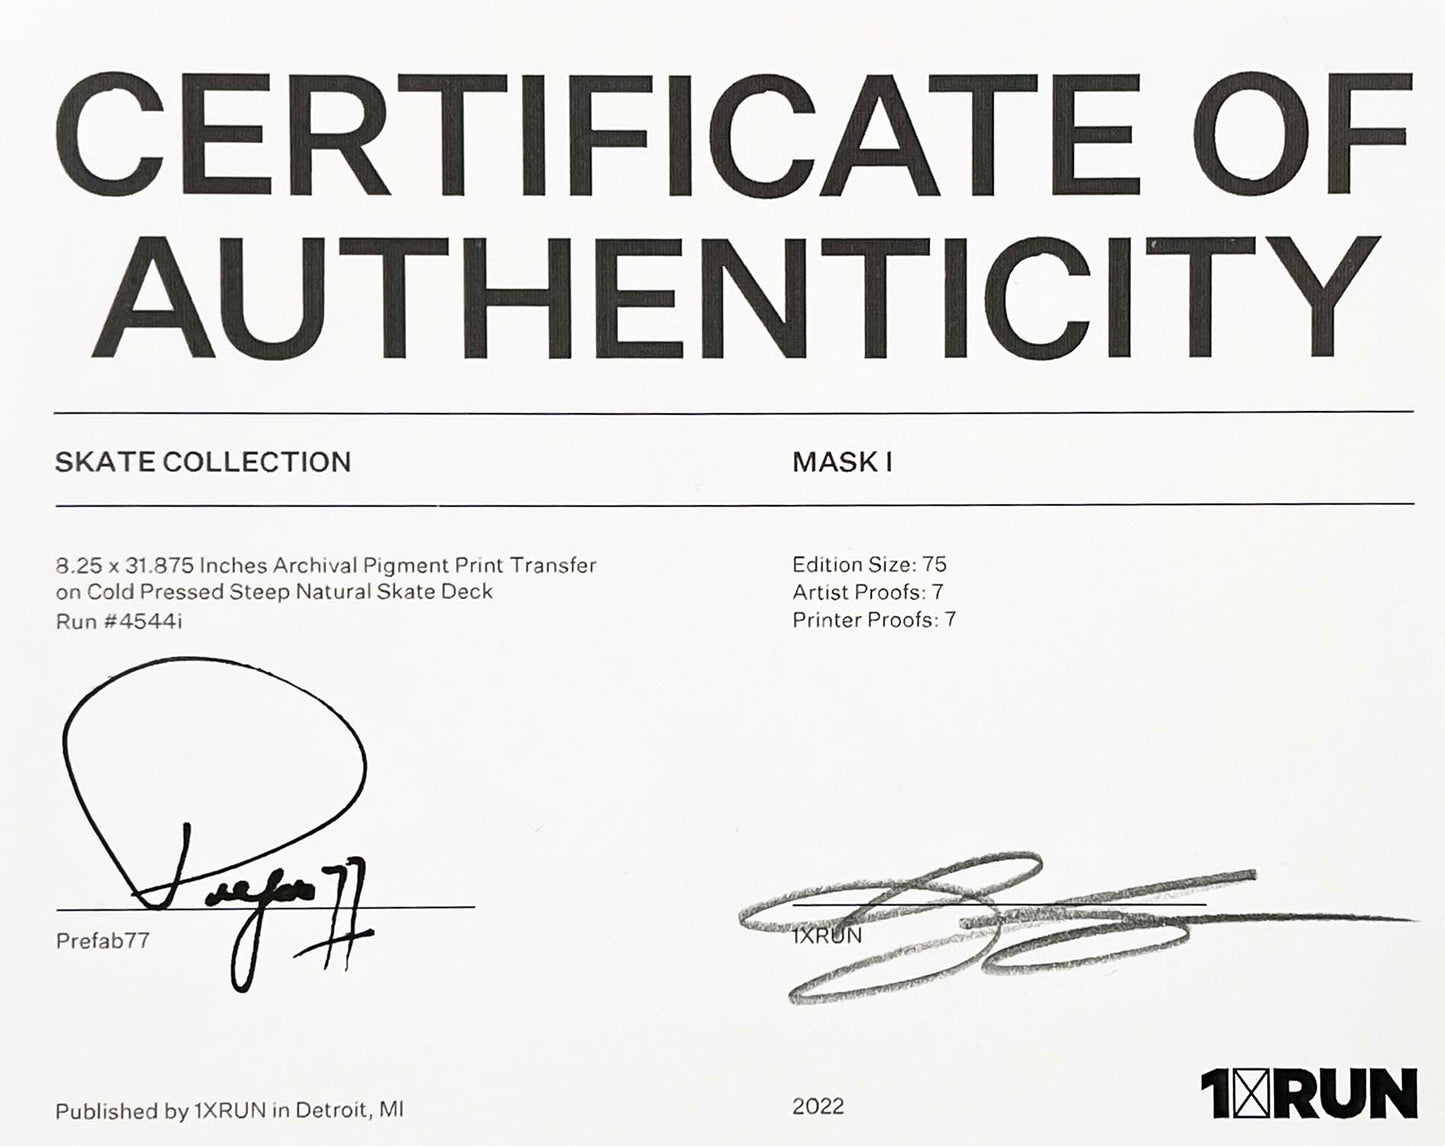 CERTIFICATE OF
AUTHENTICITY
SKATE COLLECTION
MASK I
8.25 x 31.875 Inches Archival Pigment Print Transfer
on Cold Pressed Steep Natural Skate Deck
Run #4544i
Edition Size: 75
Artist Proofs: 7
Printer Proofs: 7
Prefab77
Prefab77
1XRUN
Published by 1XRUN in Detroit, MI
2022
1XRUN